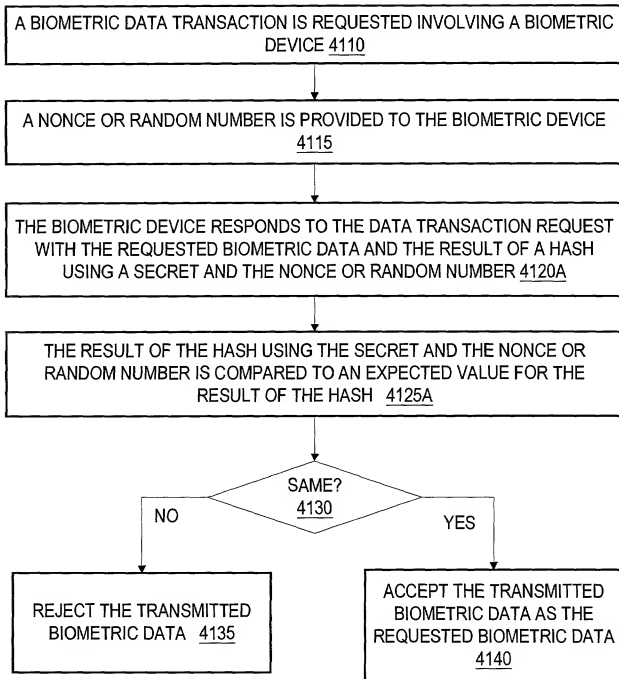 A BIOMETRIC DATA TRANSACTION IS REQUESTED INVOLVING A BIOMETRIC
DEVICE 4110
A NONCE OR RANDOM NUMBER IS PROVIDED TO THE BIOMETRIC DEVICE
4115
THE BIOMETRIC DEVICE RESPONDS TO THE DATA TRANSACTION REQUEST
WITH THE REQUESTED BIOMETRIC DATA AND THE RESULT OF A HASH
USING A SECRET AND THE NONCE OR RANDOM NUMBER 4120A
THE RESULT OF THE HASH USING THE SECRET AND THE NONCE OR
RANDOM NUMBER IS COMPARED TO AN EXPECTED VALUE FOR THE
RESULT OF THE HASH 4125A
SAME?
4130
NO
YES
REJECT THE TRANSMITTED
BIOMETRIC DATA 4135
ACCEPT THE TRANSMITTED
BIOMETRIC DATA AS THE
REQUESTED BIOMETRIC DATA
4140